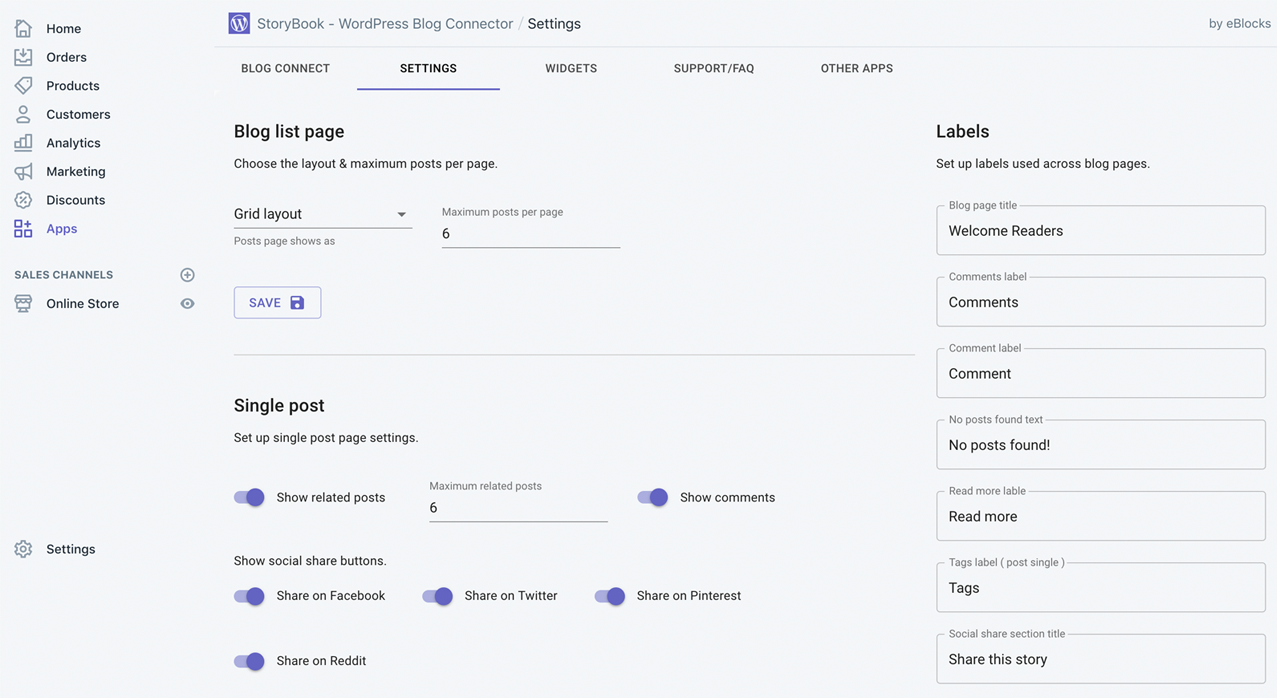 Home
Orders
Products
Customers
Analytics
Marketing
Discounts
Apps
SALES CHANNELS
Online Store
Settings
StoryBook - WordPress Blog Connector / Settings
by eBlocks
BLOG CONNECT
SETTINGS
WIDGETS
SUPPORT/FAQ
OTHER APPS
Blog list page
Choose the layout & maximum posts per page.
Grid layout
Posts page shows as
Maximum posts per page
6
SAVE
Single post
Set up single post page settings.
Show related posts
Maximum related posts
6
Show comments
Show social share buttons.
Share on Facebook
Share on Twitter
Share on Pinterest
Share on Reddit
Labels
Set up labels used across blog pages.
Blog page title
Welcome Readers
Comments label
Comments
Comment label
Comment
No posts found text
No posts found!
Read more lable
Read more
Tags label ( post single )
Tags
Social share section title
Share this story